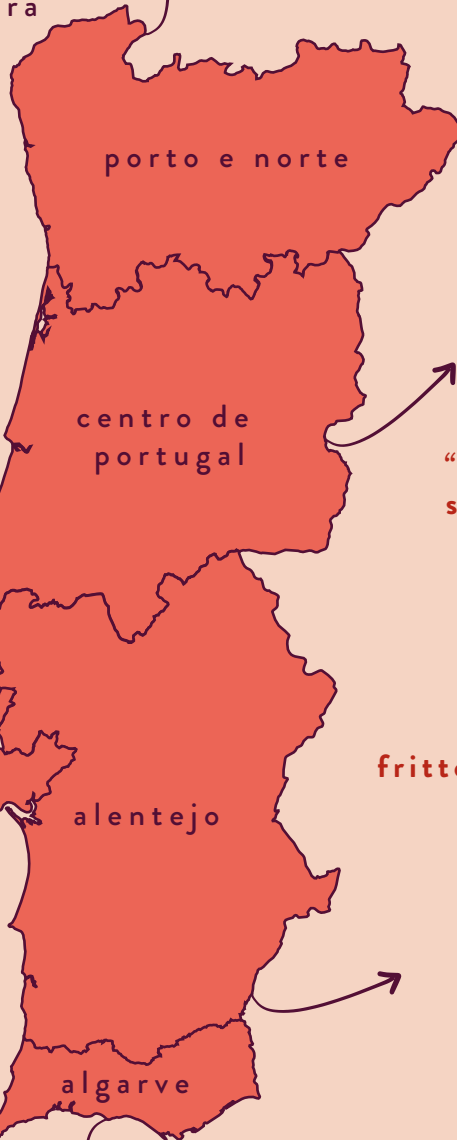 ra
porto e norte
centro de
portugal
“
s
fritt
alentejo
algarve